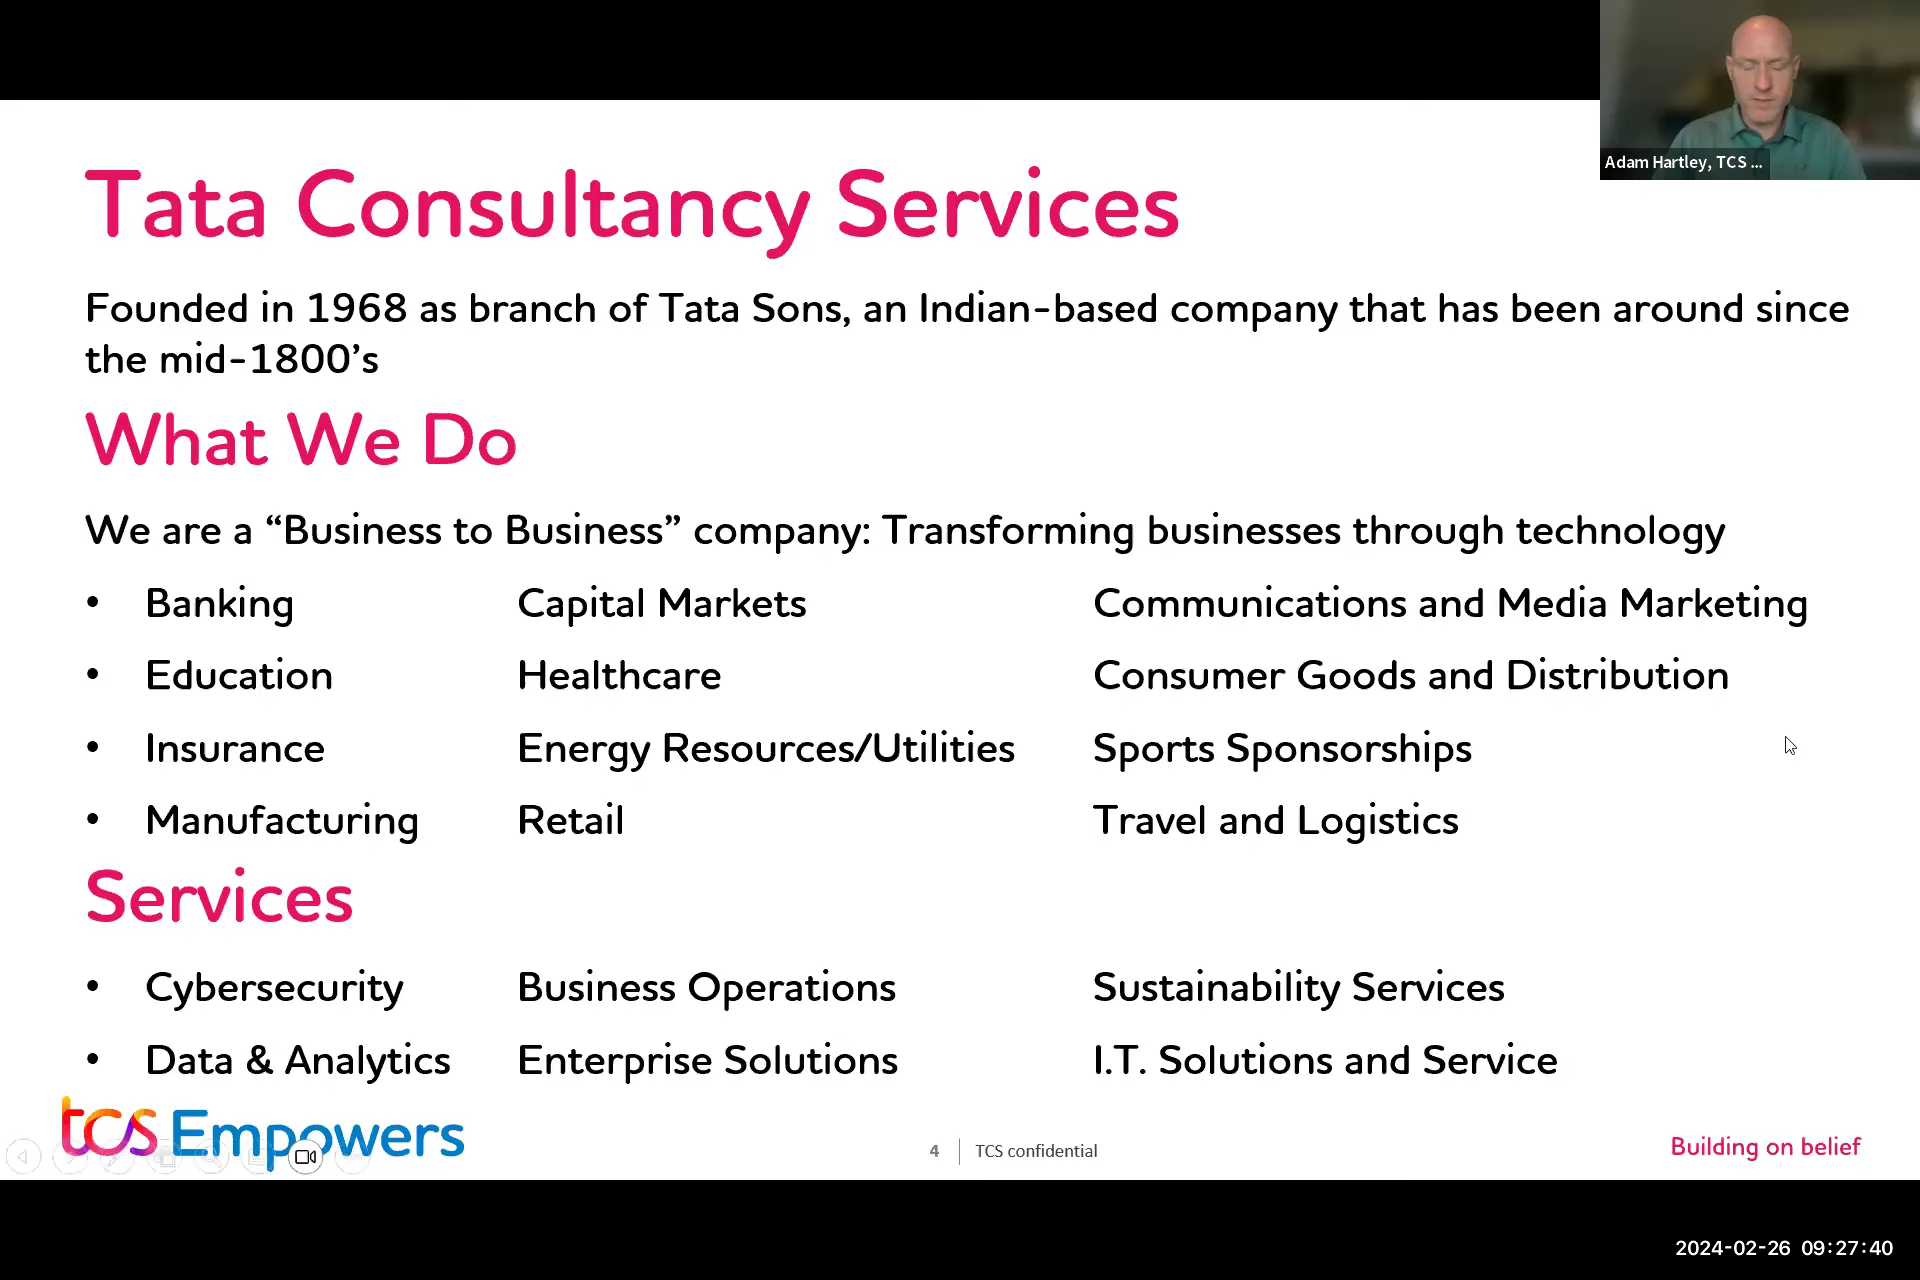 Adam Hartley, TCS ...
Tata Consultancy Services
Founded in 1968 as branch of Tata Sons, an Indian-based company that has been around since
the mid-1800’s
What We Do
We are a “Business to Business” company: Transforming businesses through technology
• Banking Capital Markets Communications and Media Marketing
• Education Healthcare Consumer Goods and Distribution
• Insurance Energy Resources/Utilities Sports Sponsorships
• Manufacturing Retail Travel and Logistics
Services
• Cybersecurity Business Operations Sustainability Services
• Data & Analytics Enterprise Solutions I.T. Solutions and Service
tcs Empowers
4 TCS confidential
Building on belief
2024-02-26 09:27:40